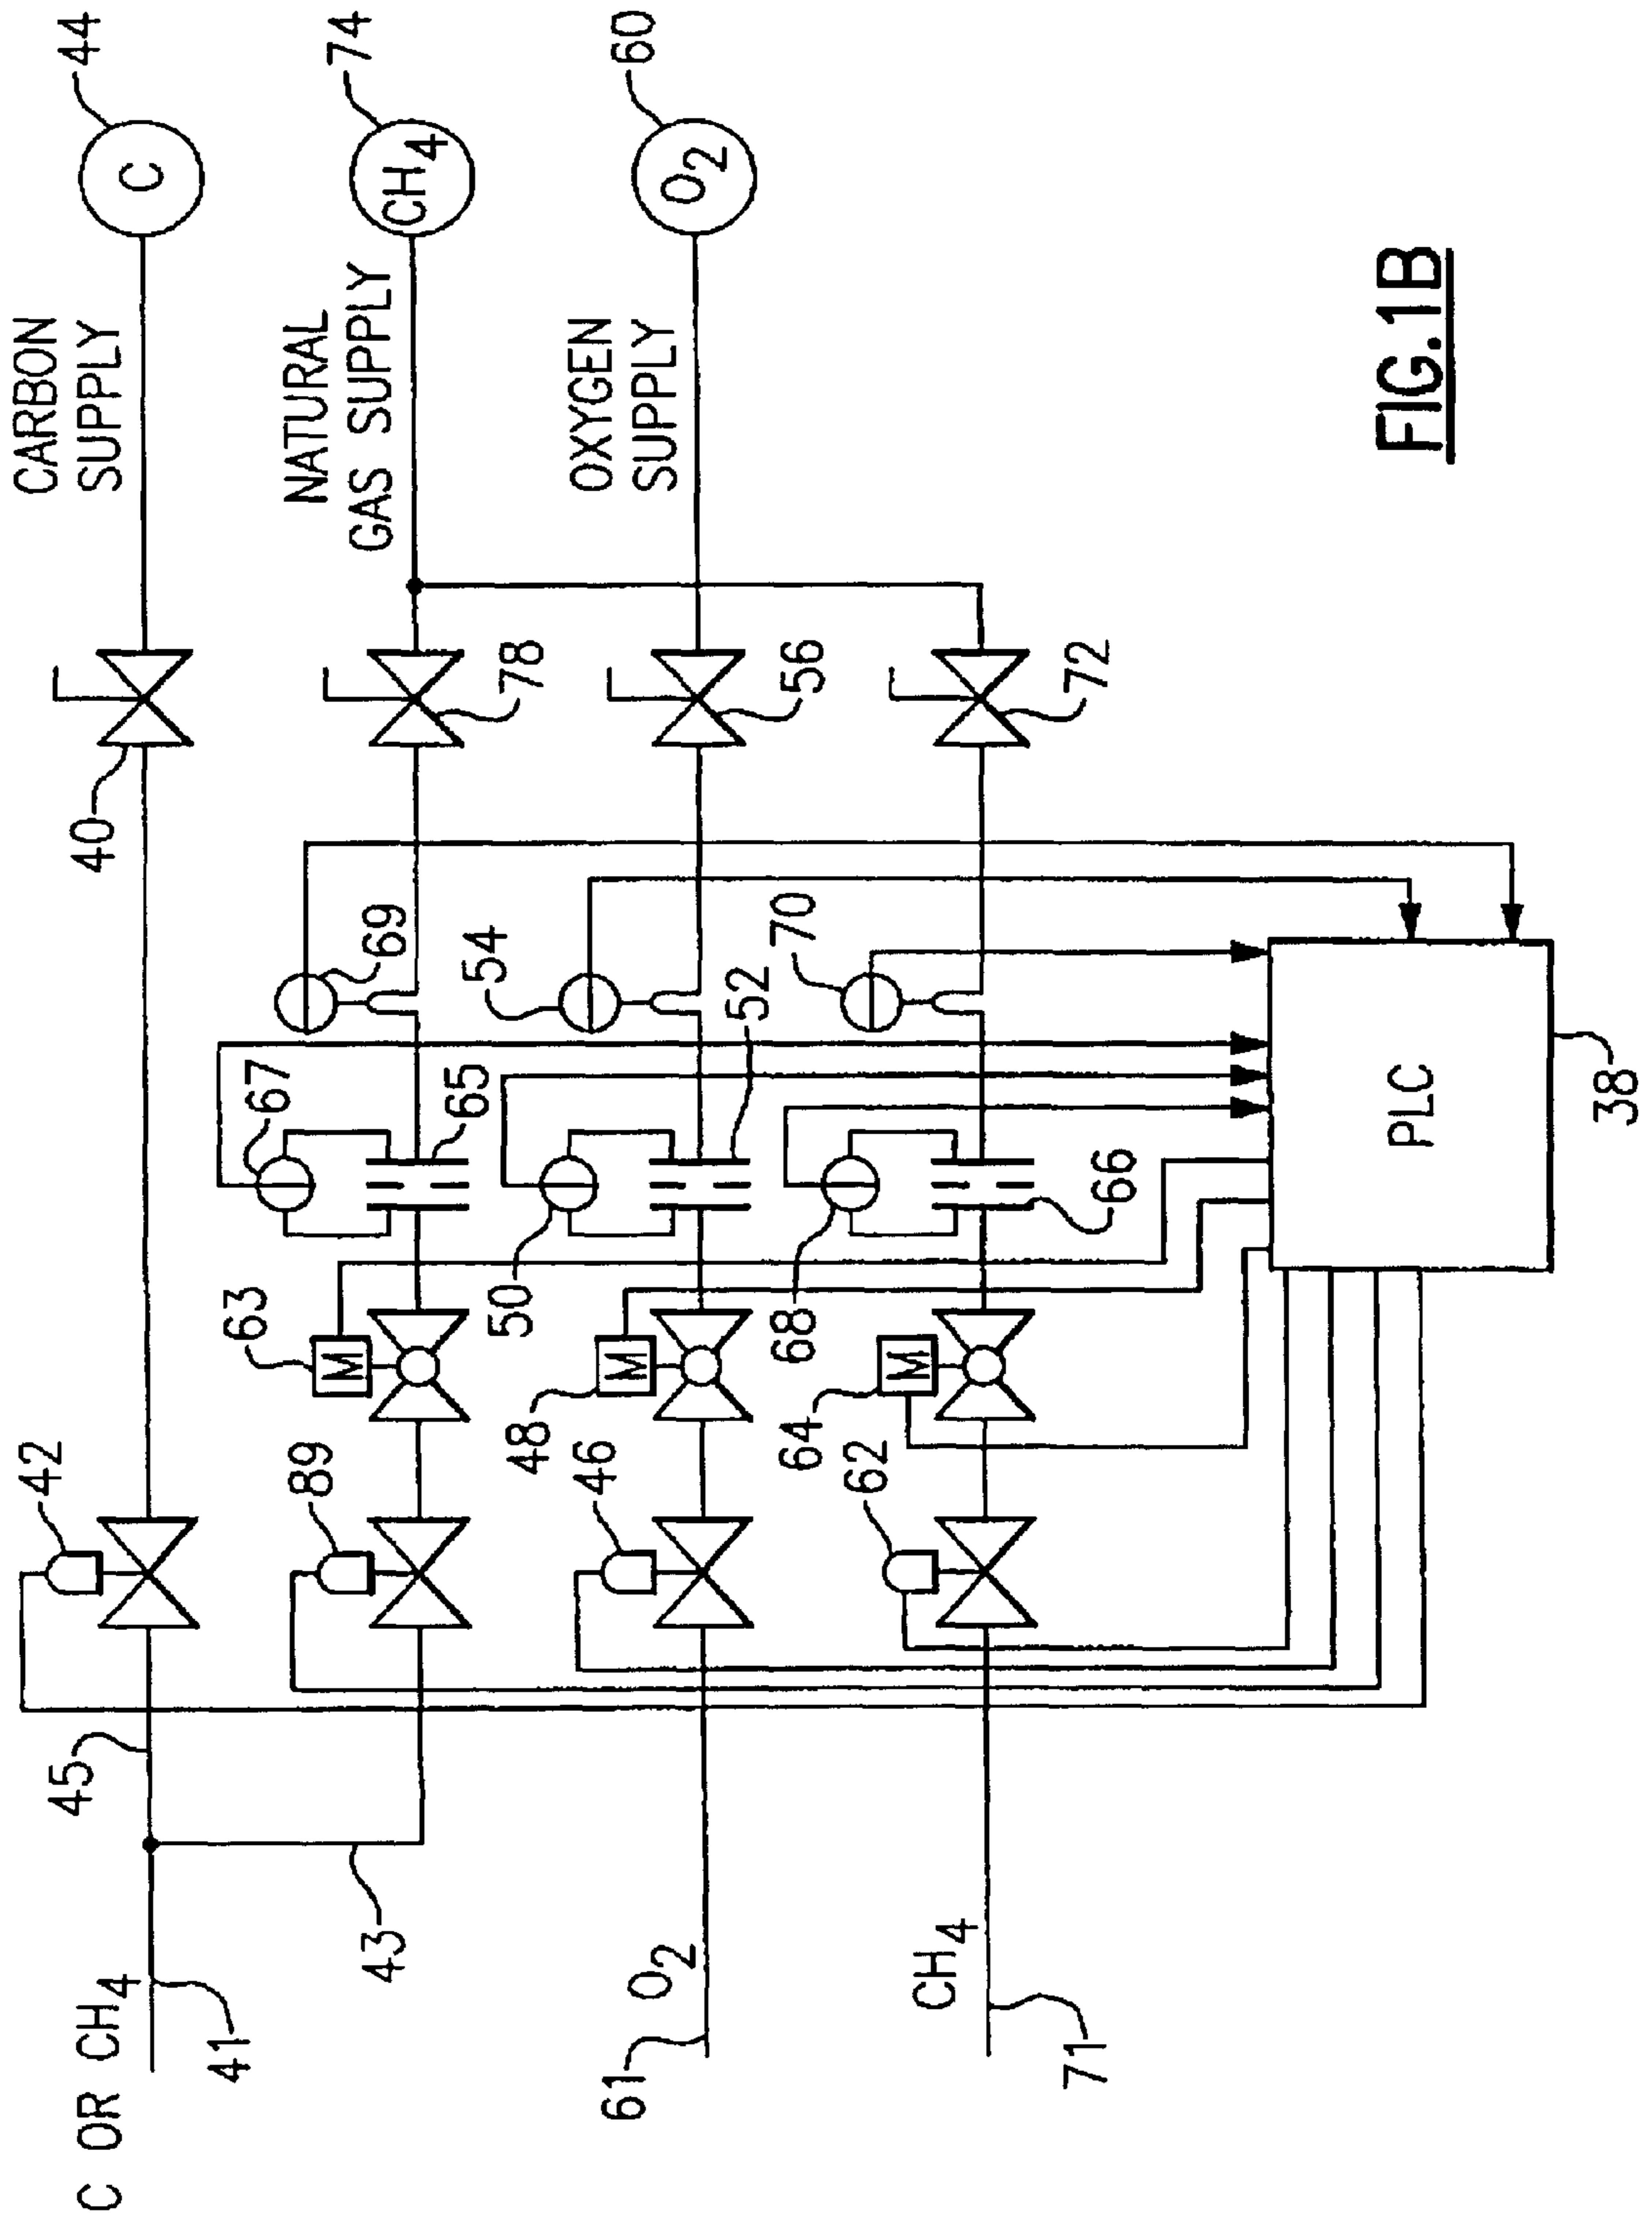 C OR CH4
41
45
42
40
CARBON
SUPPLY
C
44
43
89
63
M
67
65
69
78
NATURAL
GAS SUPPLY
CH4
74
61
O2
46
48
M
50
52
54
56
OXYGEN
SUPPLY
O2
60
71
CH4
62
64
M
68
66
70
72
PLC
38
FIG.1B